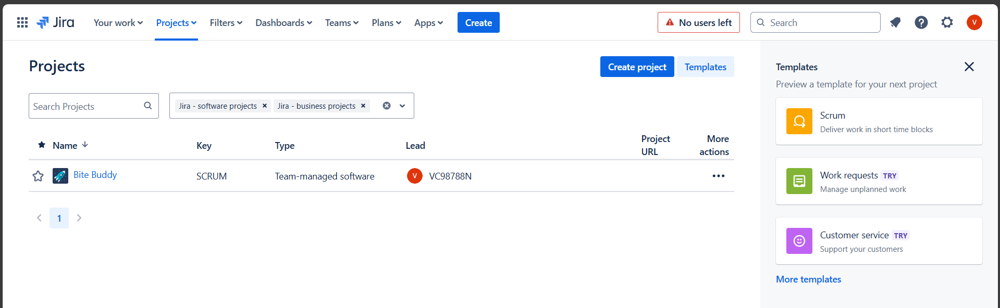 Jira Your work Projects Filters Dashboards Teams Plans Apps Create No users left Search V
Projects
Create project Templates
Search Projects Jira - software projects Jira - business projects
Name Key Type Lead Project URL More actions
Bite Buddy SCRUM Team-managed software V VC98788N
1
Templates
Preview a template for your next project
Scrum
Deliver work in short time blocks
Work requests TRY
Manage unplanned work
Customer service TRY
Support your customers
More templates